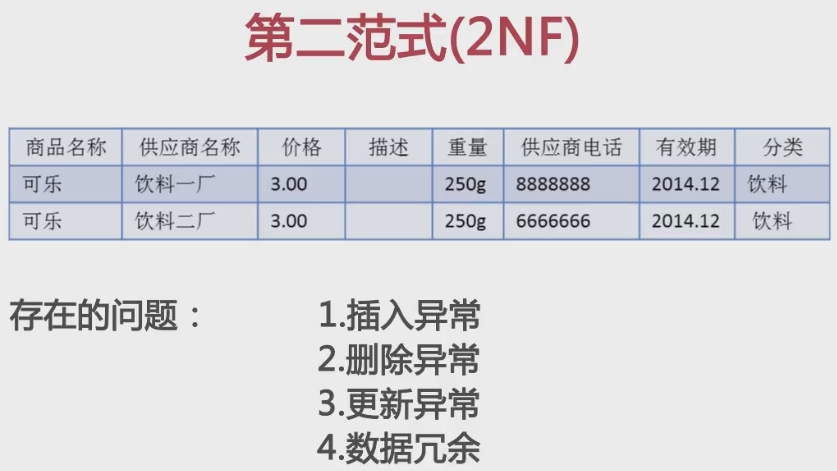 第二范式(2NF)
商品名称 供应商名称 价格 描述 重量 供应商电话 有效期 分类
可乐 饮料一厂 3.00 250g 8888888 2014.12 饮料
可乐 饮料二厂 3.00 250g 6666666 2014.12 饮料
存在的问题： 1.插入异常
2.删除异常
3.更新异常
4.数据冗余